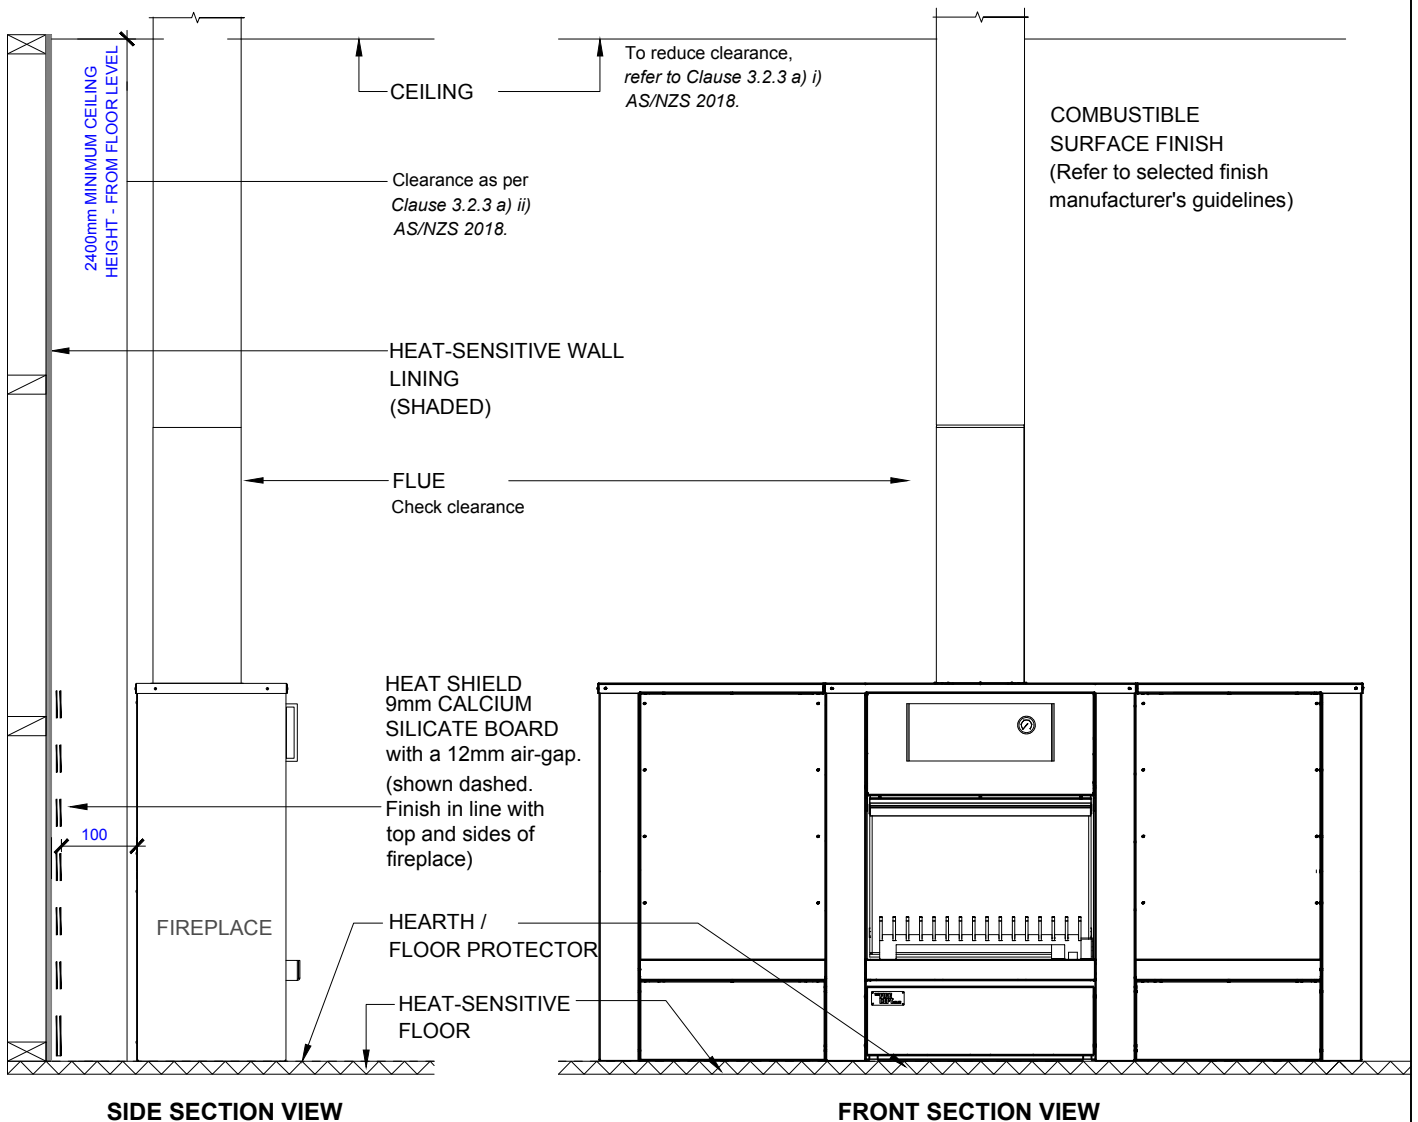 To reduce clearance,
refer to Clause 3.2.3 a) i)
AS/NZS 2018.
2400mm MINIMUM CEILING
HEIGHT - FROM FLOOR LEVEL
CEILING
COMBUSTIBLE
SURFACE FINISH
(Refer to selected finish
manufacturer's guidelines)
Clearance as per
Clause 3.2.3 a) ii)
AS/NZS 2018.
HEAT-SENSITIVE WALL
LINING
(SHADED)
FLUE
Check clearance
HEAT SHIELD
9mm CALCIUM
SILICATE BOARD
with a 12mm air-gap.
(shown dashed.
Finish in line with
top and sides of
fireplace)
100
FIREPLACE
HEARTH /
FLOOR PROTECTOR
HEAT-SENSITIVE
FLOOR
SIDE SECTION VIEW
FRONT SECTION VIEW